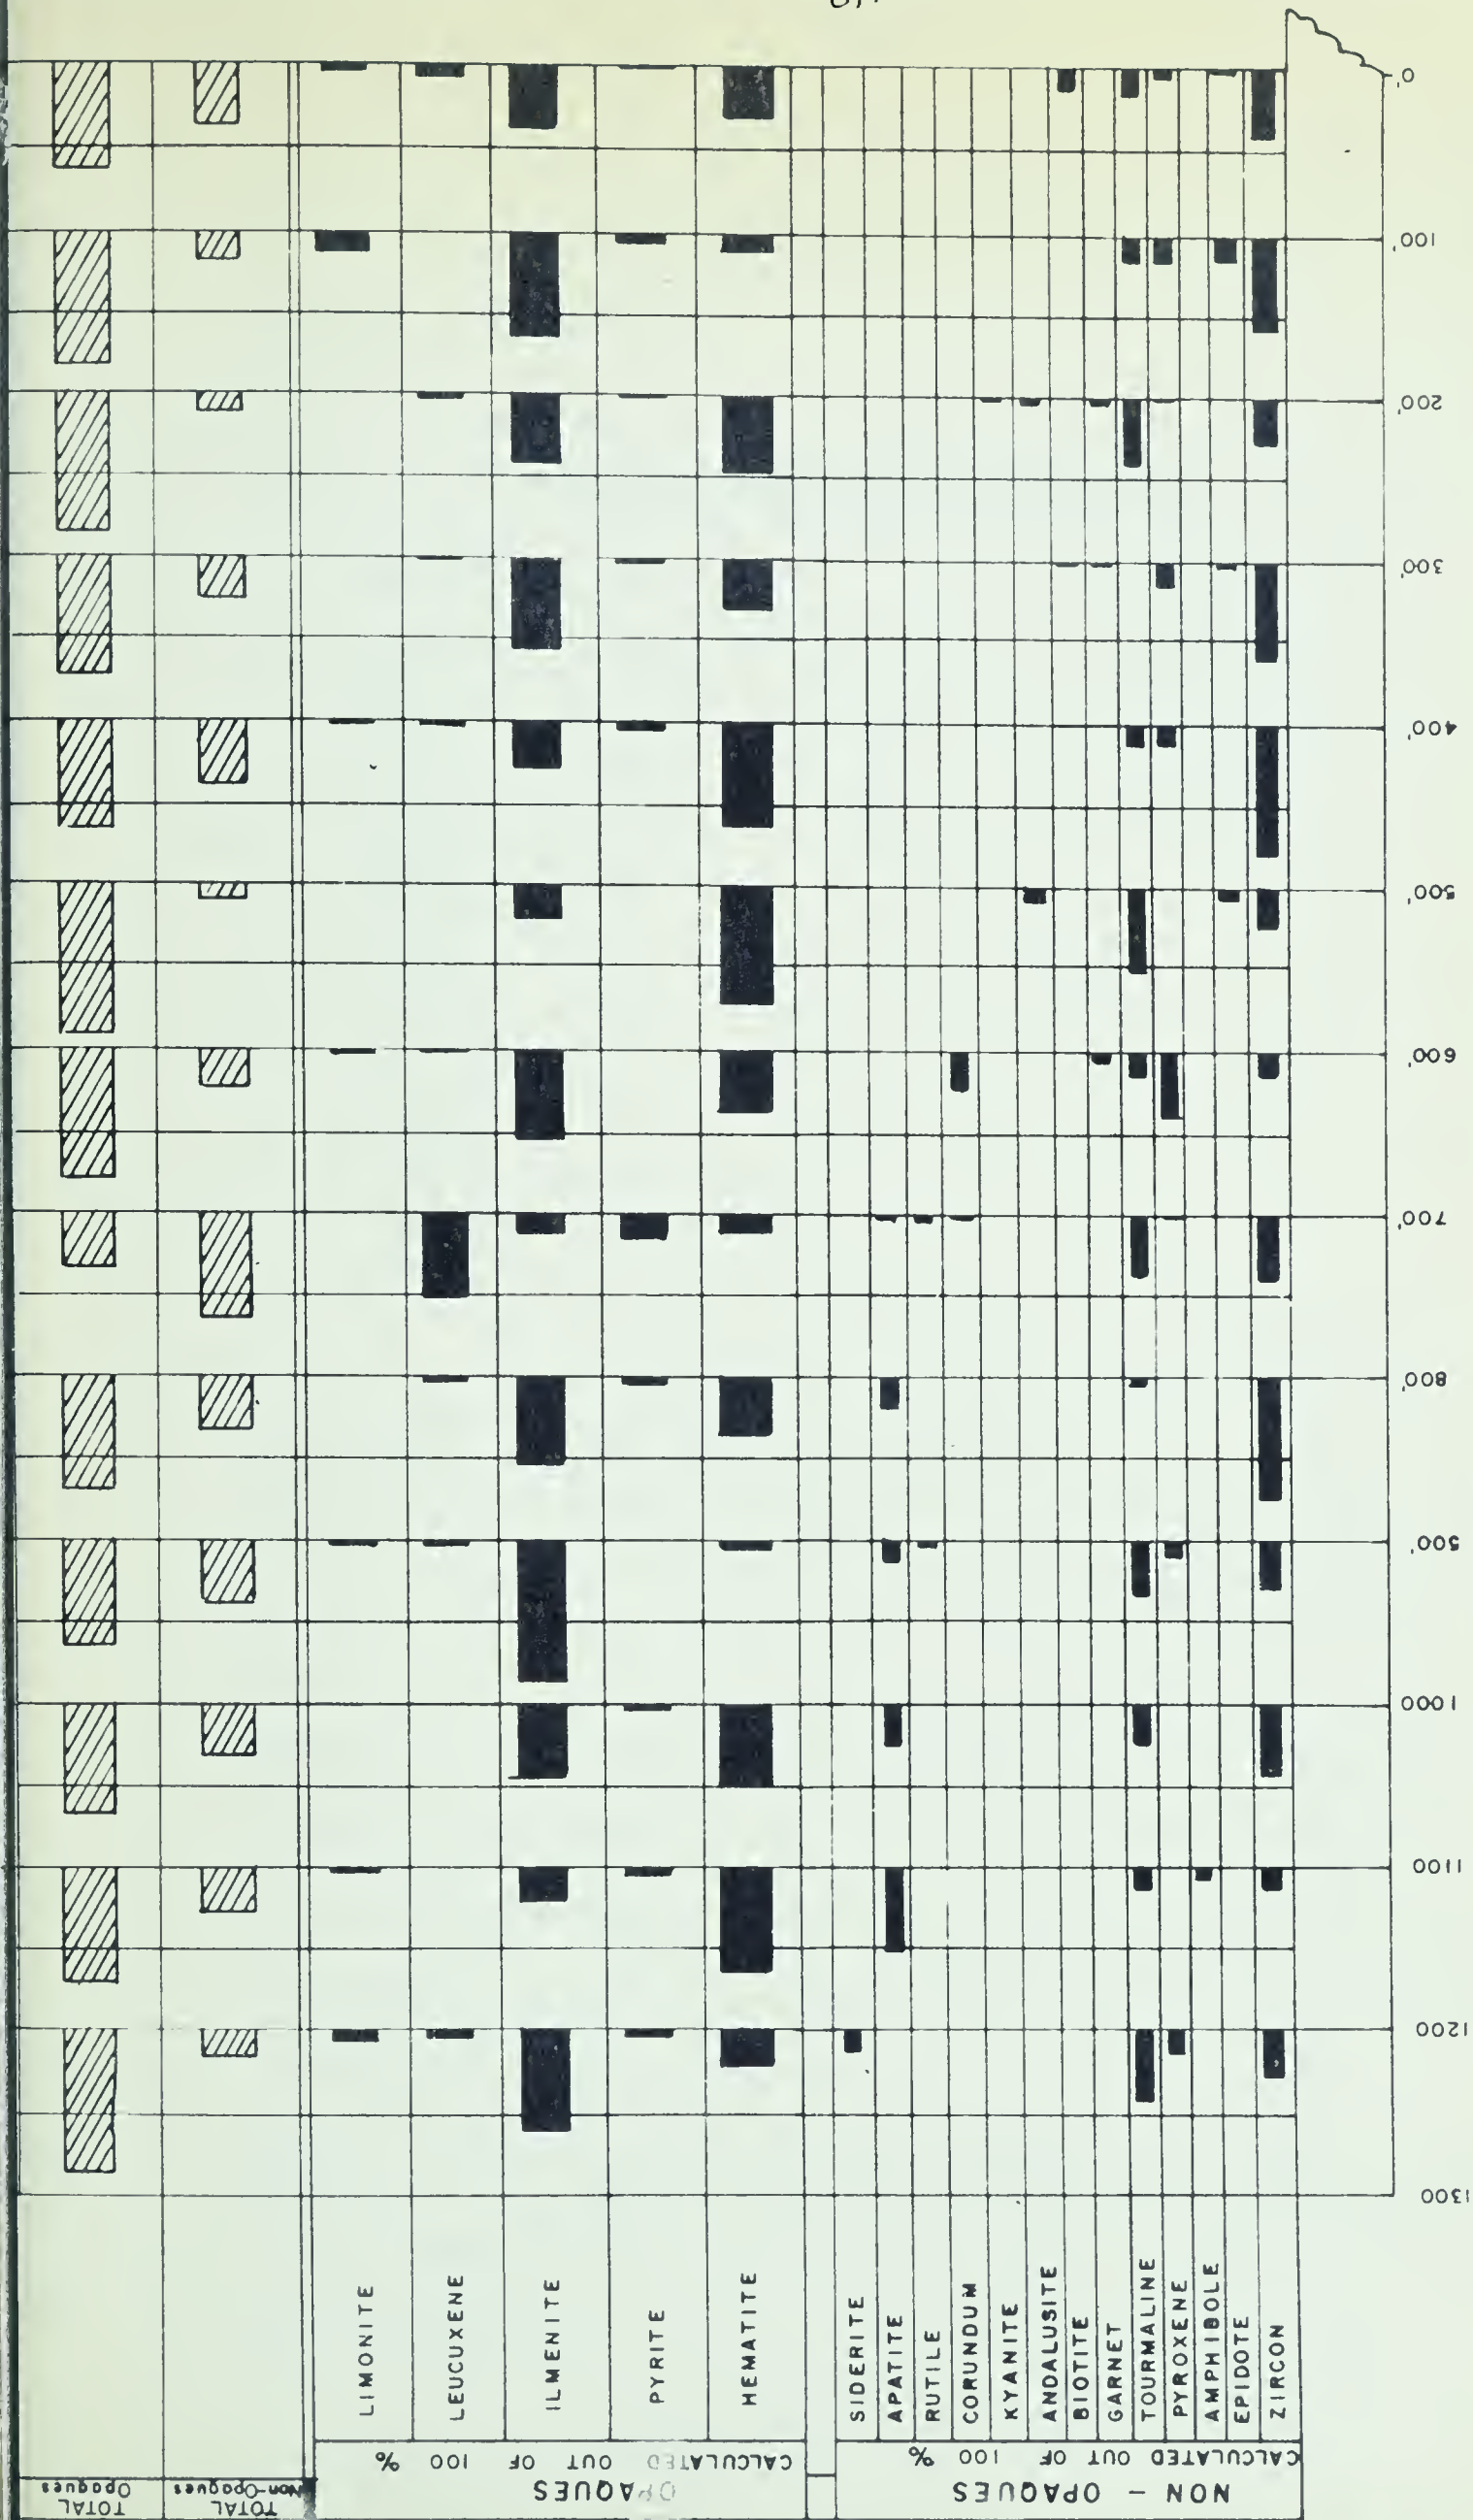 0'
100'
200'
300'
400'
500'
600'
700'
800'
900'
1000
1100
1200
1300
LIMONITE
LEUCUXENE
ILMENITE
PYRITE
HEMATITE
SIDERITE
APATITE
RUTILE
CORUNDUM
KYANITE
ANDALUSITE
BIOTITE
GARNET
TOURMALINE
PYROXENE
AMPHIBOLE
EPIDOTE
ZIRCON
CALCULATED OUT OF 100 %
CALCULATED OUT OF 100 %
OPAQUES
NON - OPAQUES
TOTAL
Opaques
TOTAL
Non-Opaques